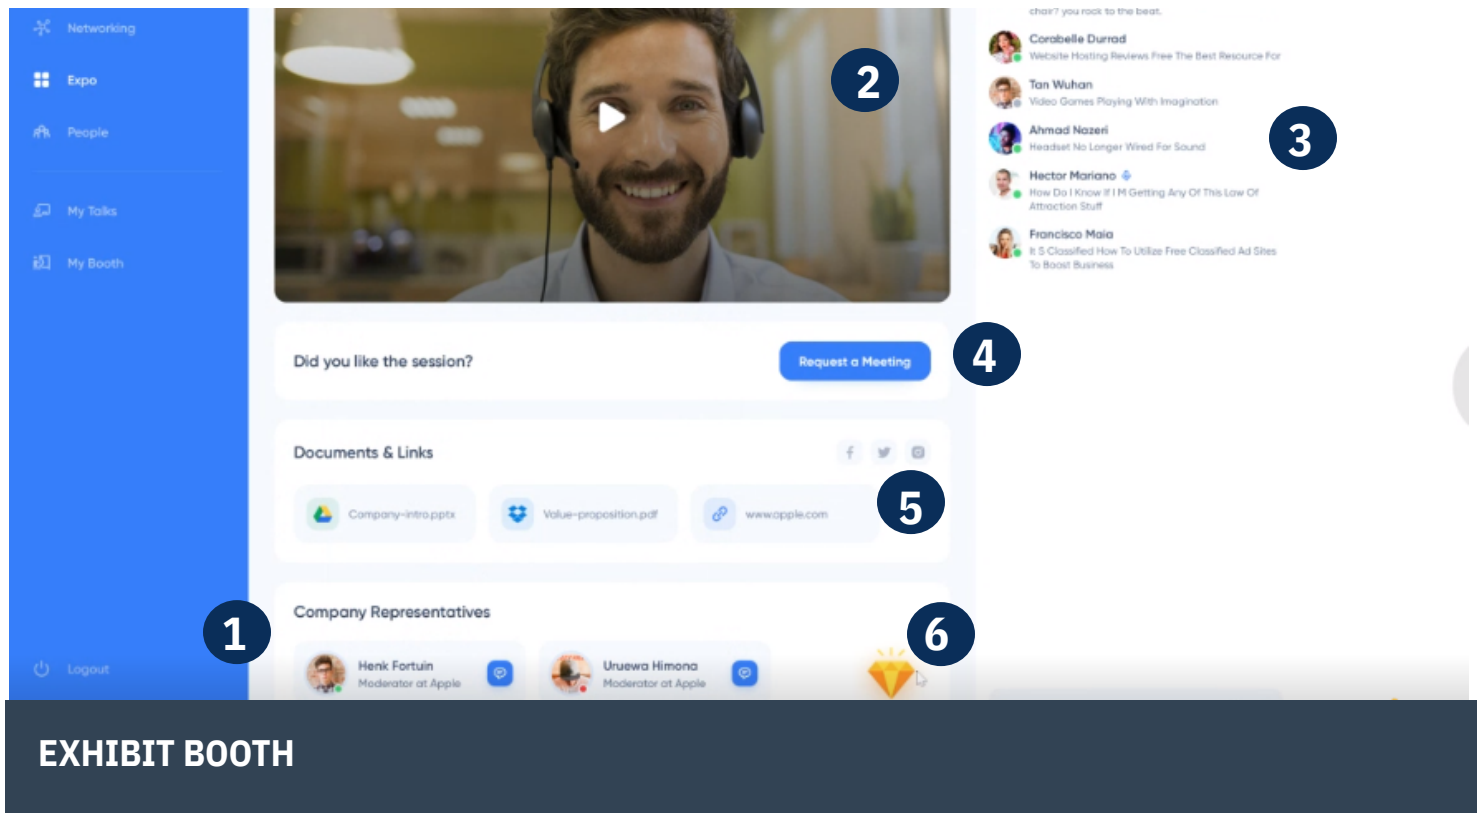 Networking
Expo
People
My Talks
My Booth
Logout
1
2
Did you like the session?
Request a Meeting
4
Documents & Links
Company-intro.pptx
Value-proposition.pdf
www.apple.com
5
Company Representatives
6
Henk Fortuin
Moderator at Apple
Uruewa Himona
Moderator at Apple
chair? you rock to the beat.
Corabelle Durrad
Website Hosting Reviews Free The Best Resource For
Tan Wuhan
Video Games Playing With Imagination
Ahmad Nazeri
Headset No Longer Wired For Sound
3
Hector Mariano
How Do I Know If I M Getting Any Of This Law Of
Attraction Stuff
Francisco Maia
It S Classified How To Utilize Free Classified Ad Sites
To Boost Business
EXHIBIT BOOTH